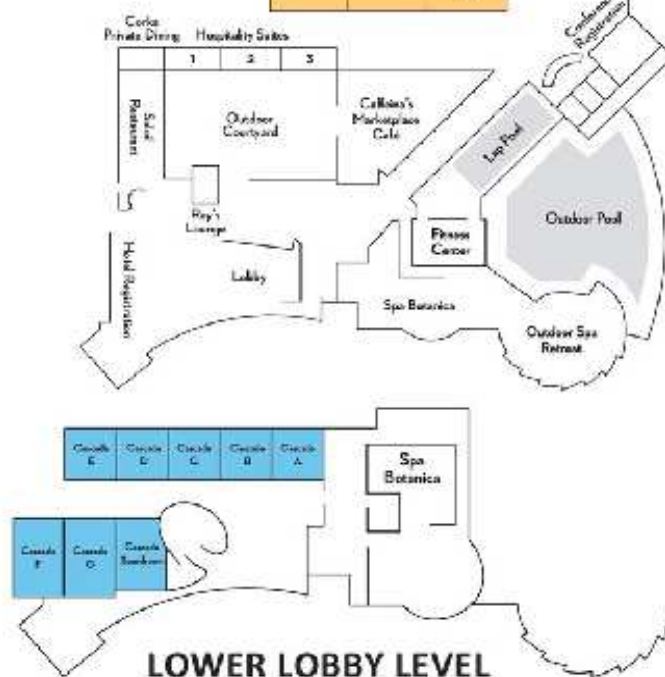 Corks
Private Dining
Hospitality Suites
Conference
Registration
1
2
3
Restaurant
Outdoor
Courtyard
Caffeina's
Marketplace
Café
Lap Pool
Outdoor Pool
Roy's
Lounge
Fitness
Center
Hotel Registration
Lobby
Spa Botanica
Outdoor Spa
Retreat
Cascade
E
Cascade
D
Cascade
C
Cascade
B
Cascade
A
Spa
Botanica
Cascade
F
Cascade
G
Cascade
Boardroom
LOWER LOBBY LEVEL